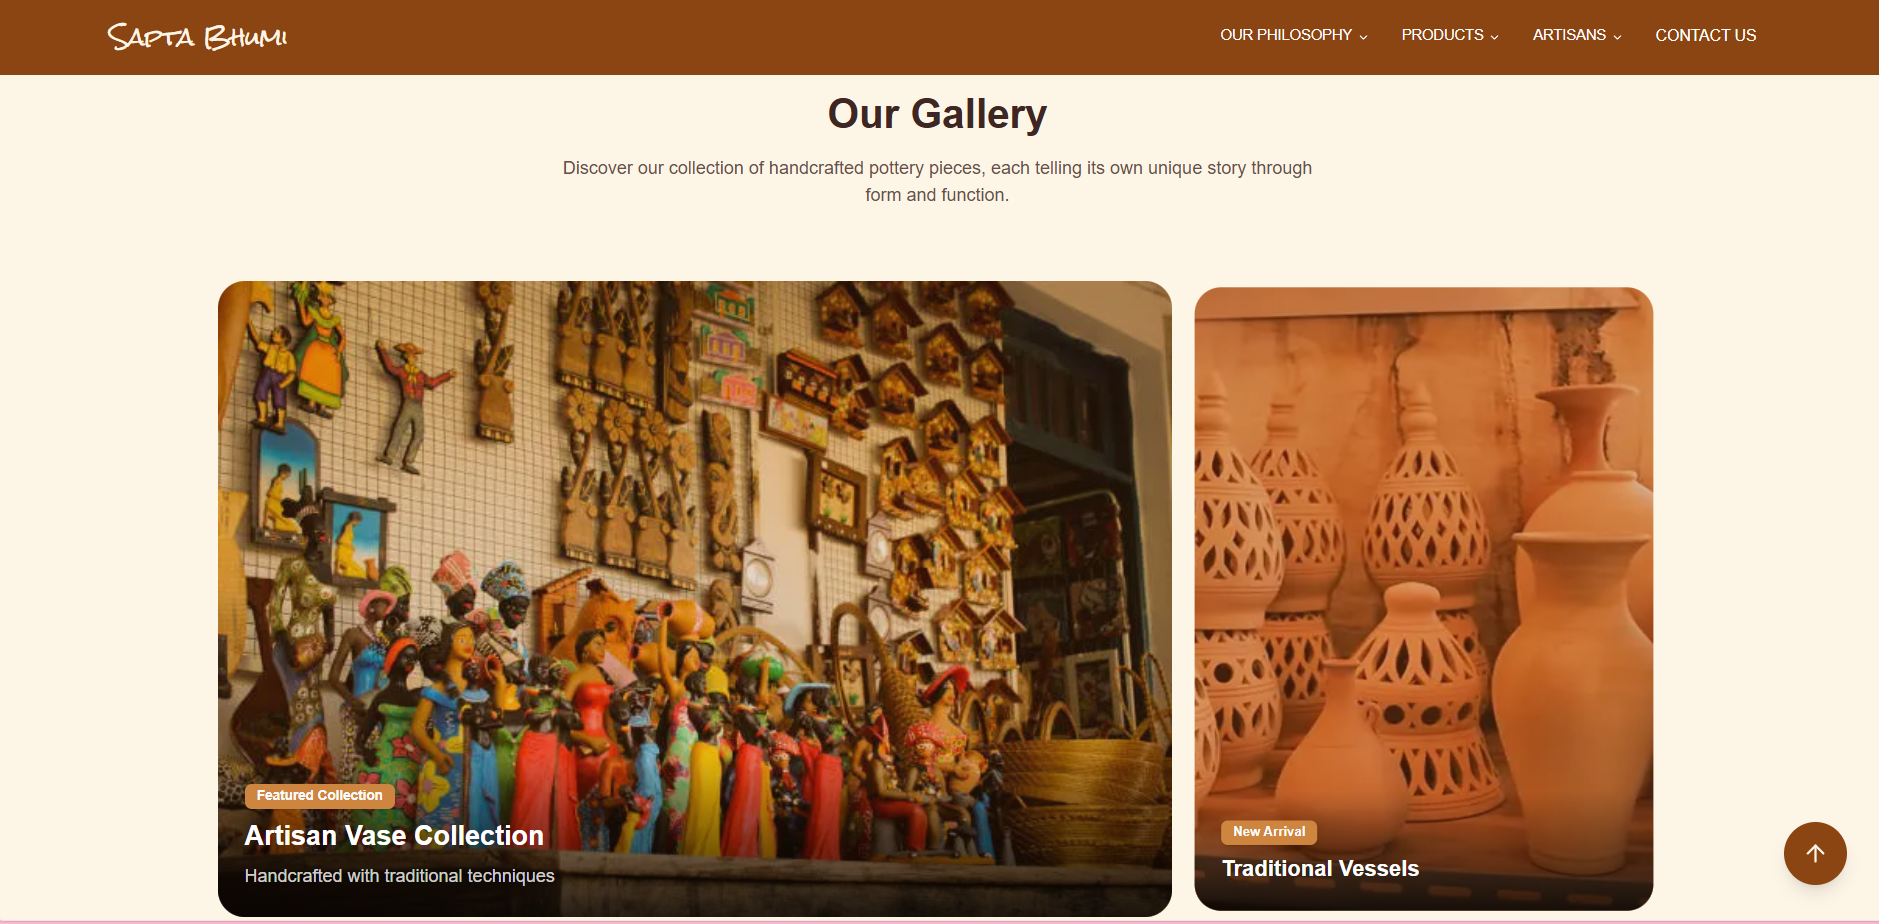 Sapta Bhumi
OUR PHILOSOPHY
PRODUCTS
ARTISANS
CONTACT US
Our Gallery
Discover our collection of handcrafted pottery pieces, each telling its own unique story through
form and function.
Featured Collection
Artisan Vase Collection
Handcrafted with traditional techniques
New Arrival
Traditional Vessels